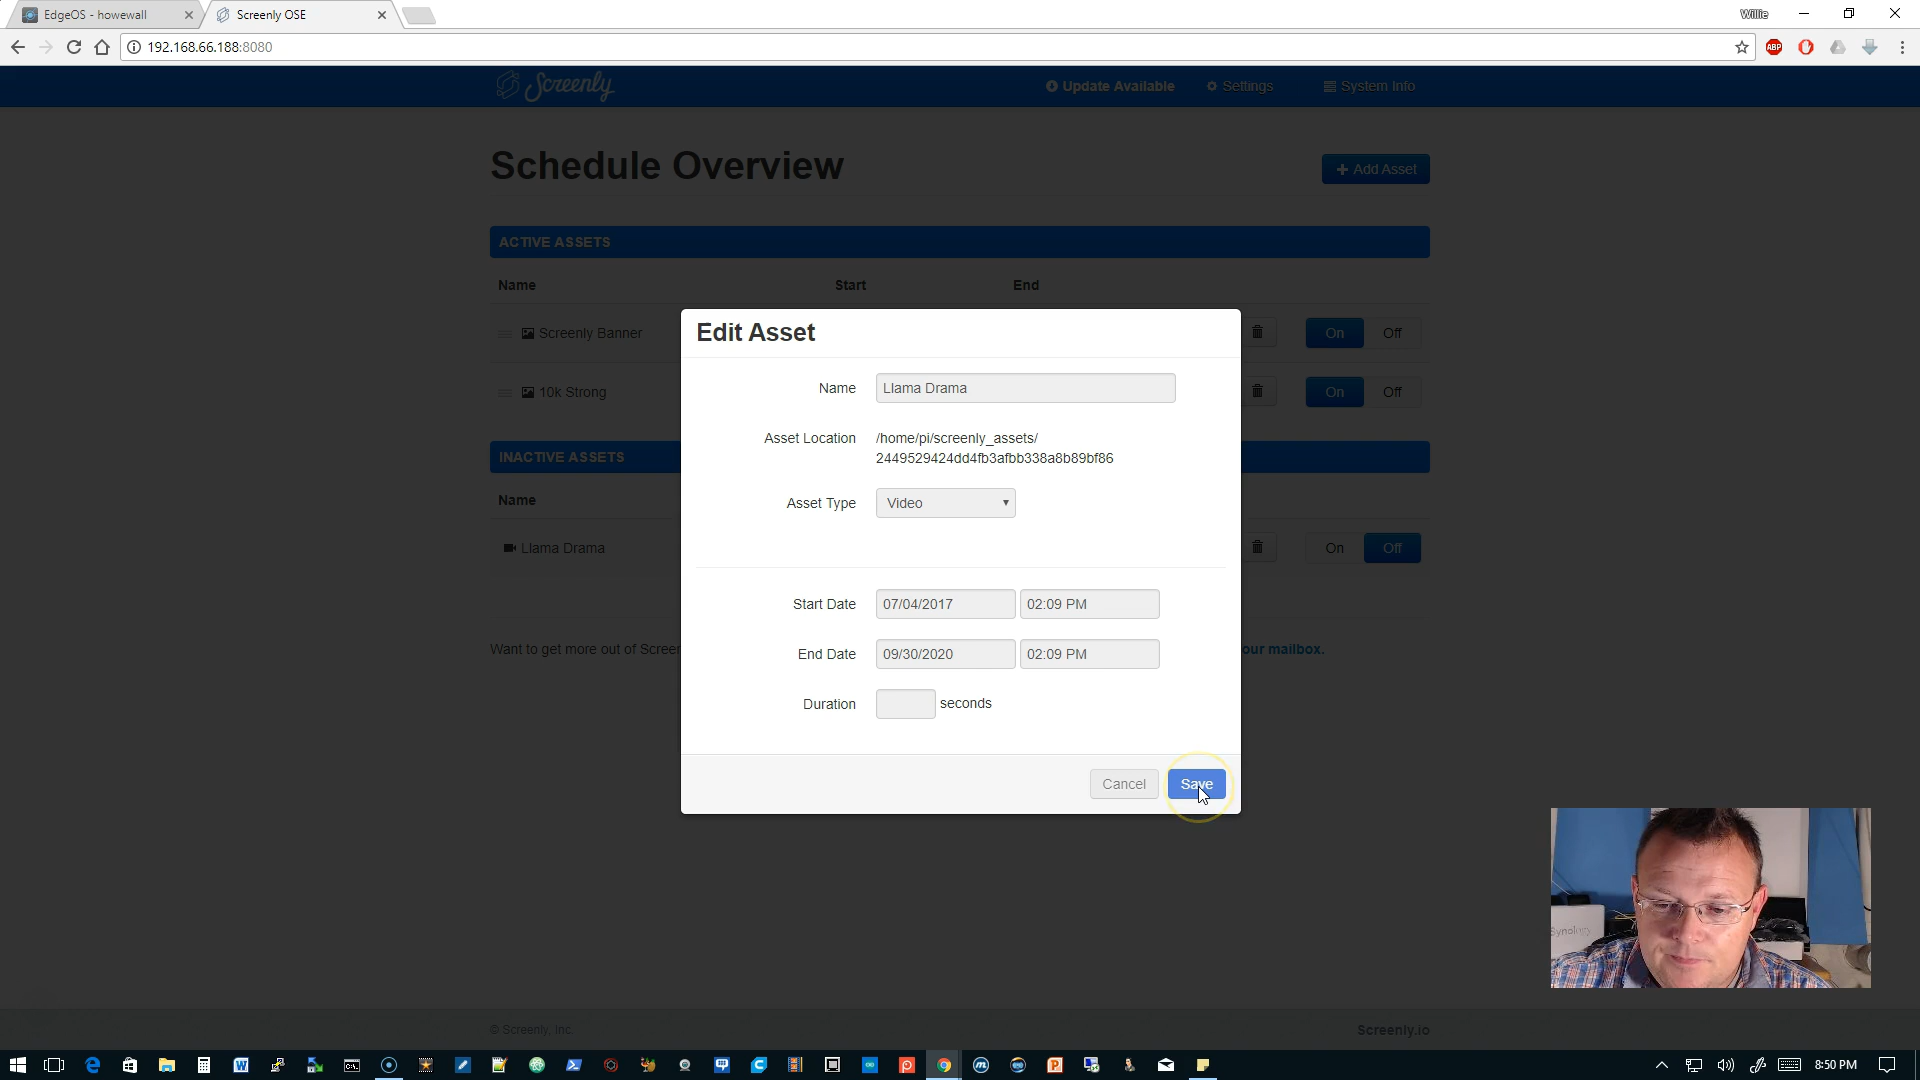 EdgeOS - howewall
Screenly OSE
Willie
192.168.66.188:8080
ABP
Screenly
Update Available
Settings
System Info
Schedule Overview
Add Asset
ACTIVE ASSETS
Name Start End
Screenly Banner
On Off
10k Strong
On Off
INACTIVE ASSETS
Name
Llama Drama
On Off
Want to get more out of Screen
our mailbox.
Edit Asset
Name Llama Drama
Asset Location /home/pi/screenly_assets/
2449529424dd4fb3afbb338a8b89bf86
Asset Type Video
Start Date 07/04/2017 02:09 PM
End Date 09/30/2020 02:09 PM
Duration seconds
Cancel Save
Synology
© Screenly, Inc.
Screenly.io
8:50 PM